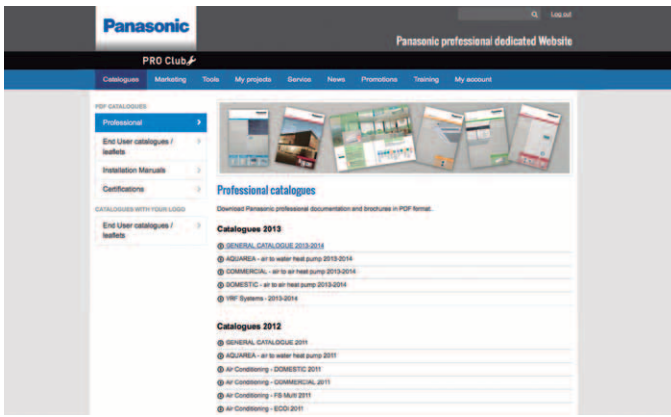 Log out
Panasonic
Panasonic professional dedicated Website
PRO Club
Catalogues Marketing Tools My projects Service News Promotions Training My account
PDF CATALOGUES
Professional
End User catalogues /
leaflets
Installation Manuals
Certifications
CATALOGUES WITH YOUR LOGO
End User catalogues /
leaflets
Professional catalogues
Download Panasonic professional documentation and brochures in PDF format.
Catalogues 2013
GENERAL CATALOGUE 2013-2014
AQUAREA - air to water heat pump 2013-2014
COMMERCIAL - air to air heat pump 2013-2014
DOMESTIC - air to air heat pump 2013-2014
VRF Systems - 2013-2014
Catalogues 2012
GENERAL CATALOGUE 2011
AQUAREA - air to water heat pump 2011
Air Conditioning - DOMESTIC 2011
Air Conditioning - COMMERCIAL 2011
Air Conditioning - FS Multi 2011
Air Conditioning - ECOi 2011